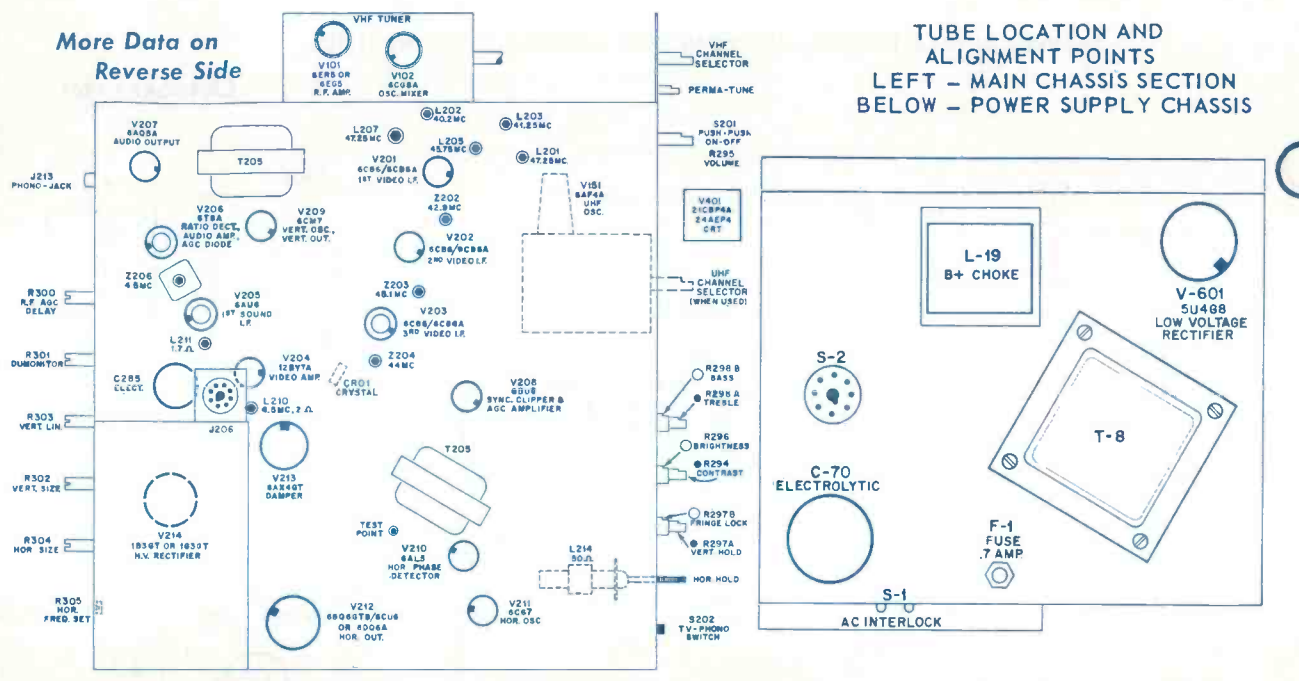 More Data on
Reverse Side
TUBE LOCATION AND
ALIGNMENT POINTS
LEFT – MAIN CHASSIS SECTION
BELOW – POWER SUPPLY CHASSIS
VHF TUNER
V101
6ER5 OR
6EG5
R.F. AMP.
V102
6CG8A
OSC. MIXER
VHF
CHANNEL
SELECTOR
PERMA-TUNE
S201
PUSH-PUSH
ON-OFF
R295
VOLUME
V207
6AQ5A
AUDIO OUTPUT
T205
L207
47.25MC
L202
40.2MC
L203
41.25MC
L205
45.75MC
L201
47.25MC
V201
6CB6/6CB6A
1ST VIDEO I.F.
J213
PHONO-JACK
V206
6T8A
RATIO DECT.,
AUDIO AMP.,
AGC DIODE
V209
6CM7
VERT. OSC.,
VERT. OUT.
Z202
42.9MC
V151
6AF4A
UHF
OSC.
V401
21CBP4A
24AEP4
CRT
V202
6CB6/6CB6A
2ND VIDEO I.F.
Z206
4.5MC
UHF
CHANNEL
SELECTOR
(WHEN USED)
R300
R.F. AGC
DELAY
V205
6AU6
1ST SOUND
I.F.
Z203
45.1MC
V203
6CB6/6CB6A
3RD VIDEO I.F.
L211
1.7Ω
R301
DUMONITOR
V204
12BY7A
VIDEO AMP.
Z204
44MC
CR01
CRYSTAL
C285
ELECT.
V208
6BU8
SYNC. CLIPPER &
AGC AMPLIFIER
R298 B
BASS
R298 A
TREBLE
L210
4.5MC, 2 Ω
J206
R303
VERT LIN.
R296
BRIGHTNESS
R294
CONTRAST
V213
6AX4GT
DAMPER
T205
R302
VERT. SIZE
R297B
FRINGE LOCK
R297A
VERT HOLD
V214
1B3GT OR 1G3GT
H.V. RECTIFIER
TEST
POINT
R304
HOR SIZE
V210
6AL5
HOR PHASE
DETECTOR
L214
50Ω
HOR HOLD
R305
HOR.
FREQ. SET
V212
6BQ6GTB/6CU6
OR 6DQ6A
HOR. OUT.
V211
6CG7
HOR. OSC
S202
TV-PHONO
SWITCH
L-19
B+ CHOKE
V-601
5U4GB
LOW VOLTAGE
RECTIFIER
S-2
T-8
C-70
ELECTROLYTIC
F-1
FUSE
.7 AMP
S-1
AC INTERLOCK